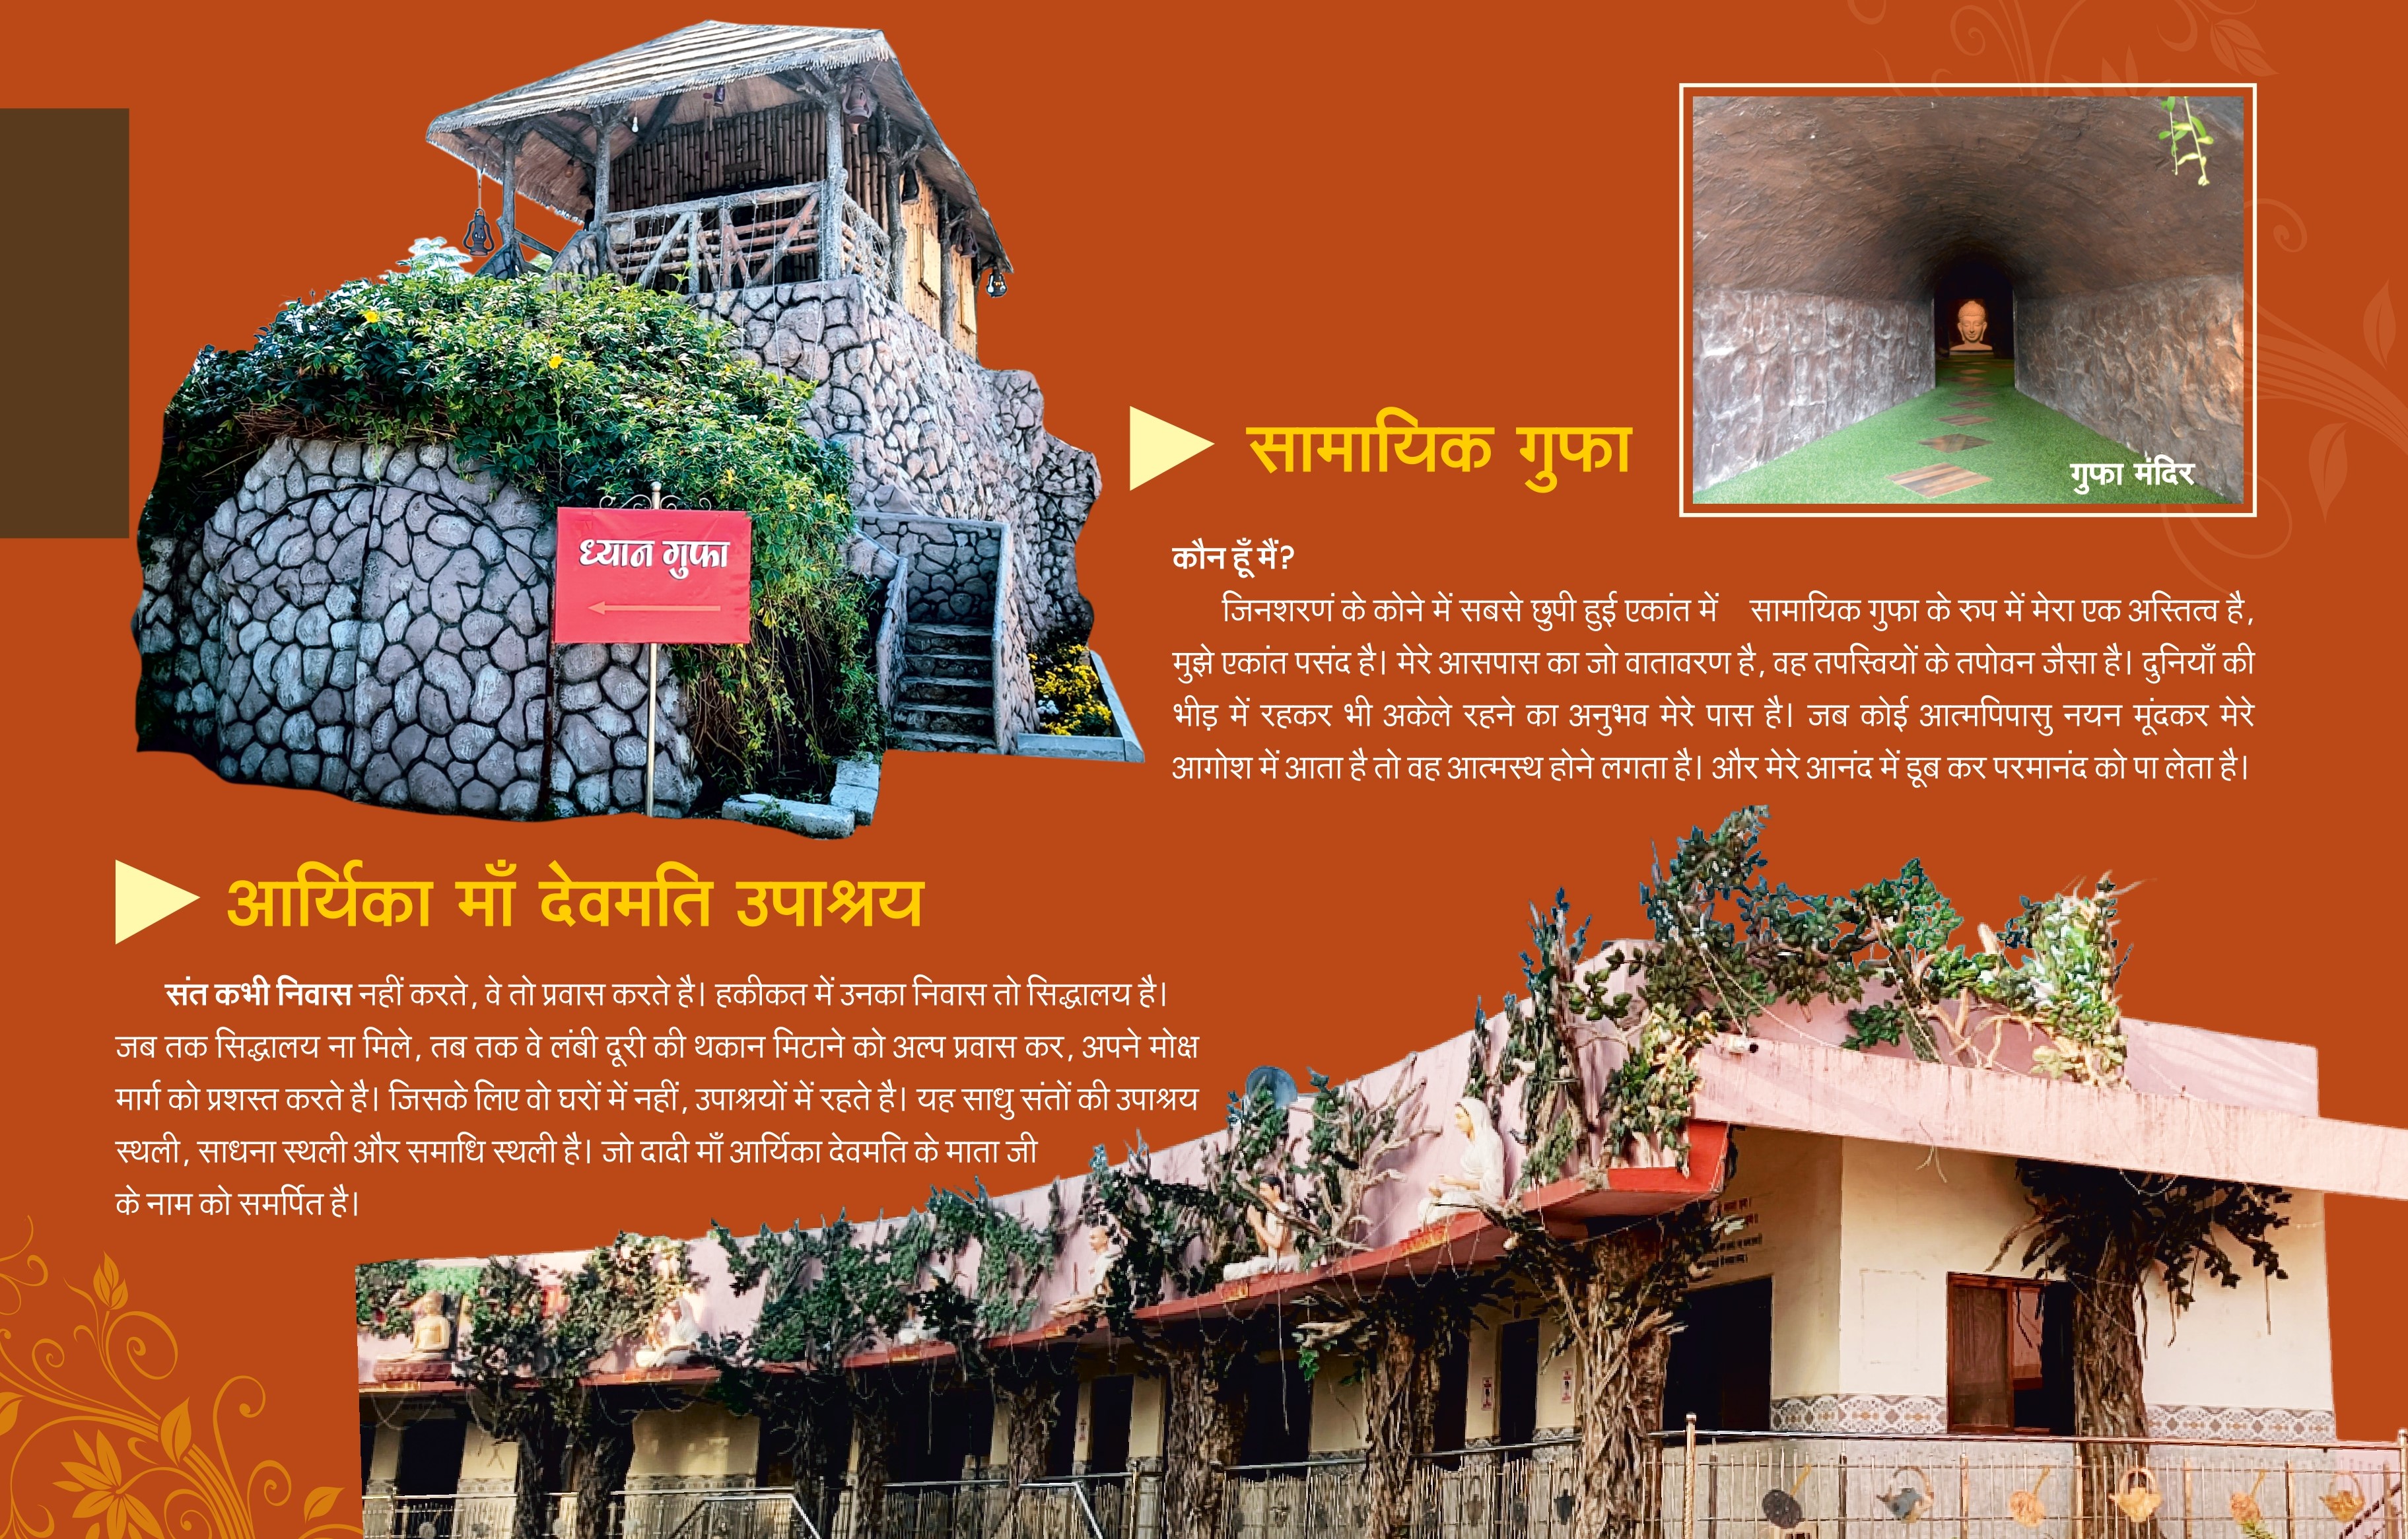 ध्यान गुफा
सामायिक गुफा
गुफा मंदिर
कौन हूँ मैं?
जिनशरणं के कोने में सबसे छुपी हुई एकांत में सामायिक गुफा के रुप में मेरा एक अस्तित्व है,
मुझे एकांत पसंद है। मेरे आसपास का जो वातावरण है, वह तपस्वियों के तपोवन जैसा है। दुनियाँ की
भीड़ में रहकर भी अकेले रहने का अनुभव मेरे पास है। जब कोई आत्मपिपासु नयन मूंदकर मेरे
आगोश में आता है तो वह आत्मस्थ होने लगता है। और मेरे आनंद में डूब कर परमानंद को पा लेता है।
आर्यिका माँ देवमति उपाश्रय
संत कभी निवास नहीं करते, वे तो प्रवास करते है। हकीकत में उनका निवास तो सिद्धालय है।
जब तक सिद्धालय ना मिले, तब तक वे लंबी दूरी की थकान मिटाने को अल्प प्रवास कर, अपने मोक्ष
मार्ग को प्रशस्त करते है। जिसके लिए वो घरों में नहीं, उपाश्रयों में रहते है। यह साधु संतों की उपाश्रय
स्थली, साधना स्थली और समाधि स्थली है। जो दादी माँ आर्यिका देवमति के माता जी
के नाम को समर्पित है।